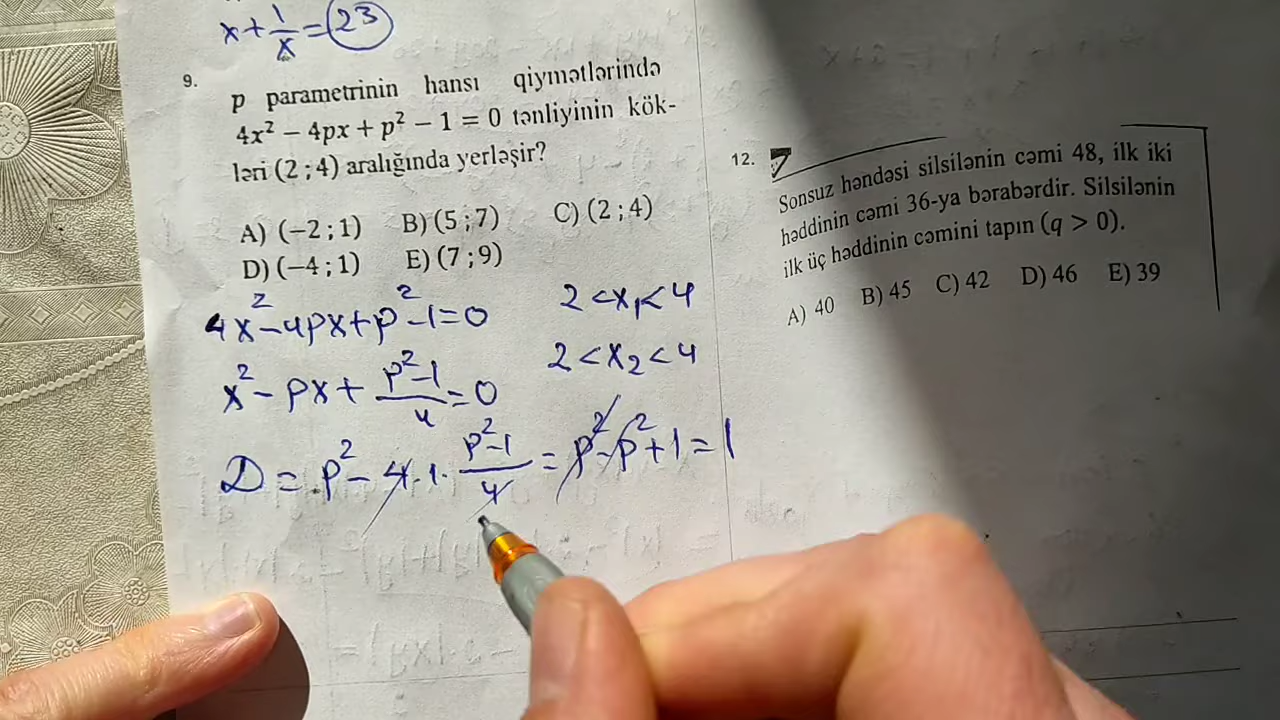 x + 1/x = 23
9.
p parametrinin hansı qiymətlərində
4x² − 4px + p² − 1 = 0 tənliyinin kök-
ləri (2 ; 4) aralığında yerləşir?
A) (−2 ; 1) B) (5 ; 7) C) (2 ; 4)
D) (−4 ; 1) E) (7 ; 9)
4x² − 4px + p² − 1 = 0
x² − px + (p² − 1)/4 = 0
D = p² − 4 · 1 · (p² − 1)/4 = p² − p² + 1 = 1
2 < x₁ < 4
2 < x₂ < 4
12.
Sonsuz həndəsi silsilənin cəmi 48, ilk iki
həddinin cəmi 36-ya bərabərdir. Silsilənin
ilk üç həddinin cəmini tapın (q > 0).
A) 40 B) 45 C) 42 D) 46 E) 39